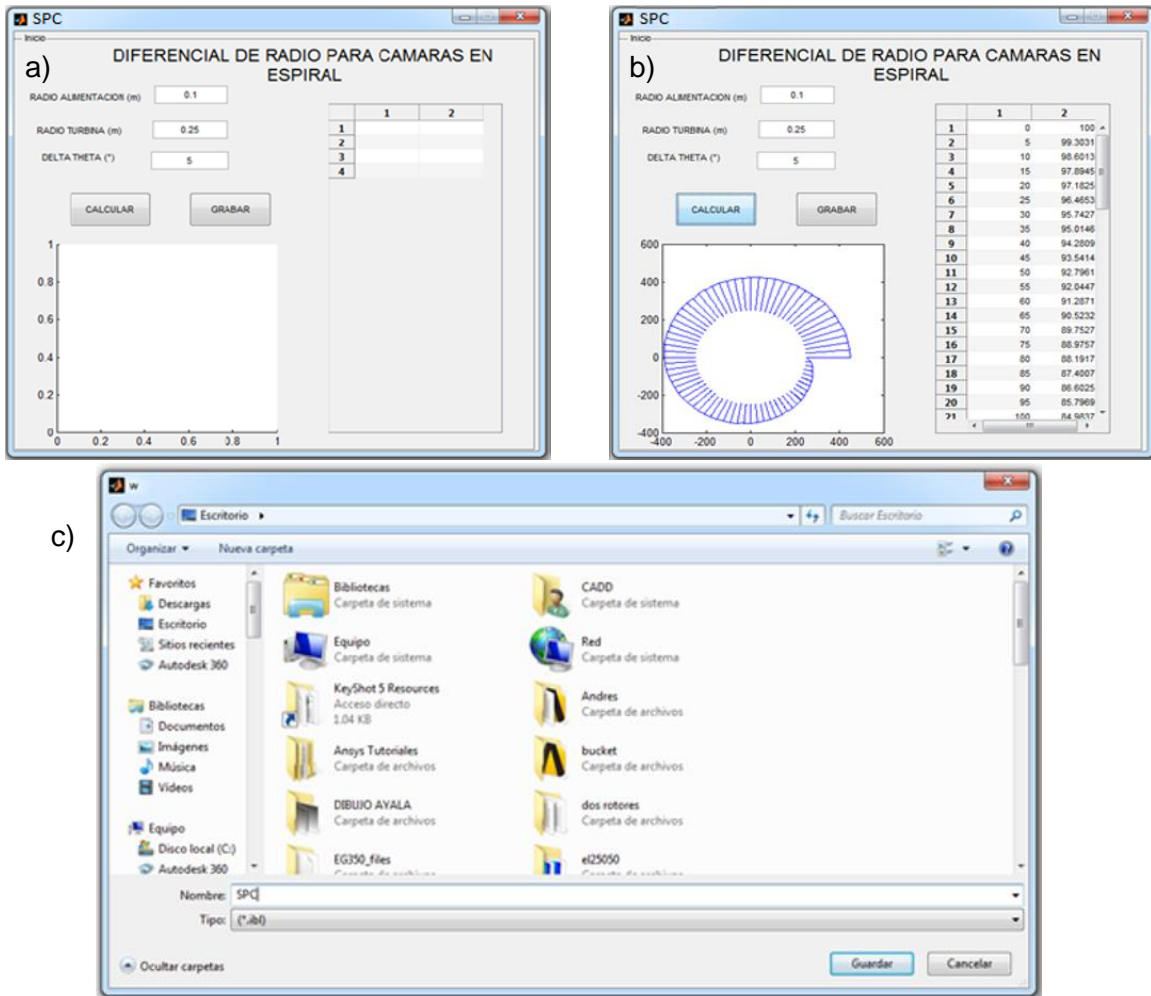 SPC
Inicio
a)
DIFERENCIAL DE RADIO PARA CAMARAS EN
ESPIRAL
RADIO ALIMENTACION (m) 0.1
RADIO TURBINA (m) 0.25
DELTA THETA (°) 5
CALCULAR GRABAR
1 2
1
2
3
4
1
0.8
0.6
0.4
0.2
0
0 0.2 0.4 0.6 0.8 1
SPC
Inicio
b)
DIFERENCIAL DE RADIO PARA CAMARAS EN
ESPIRAL
RADIO ALIMENTACION (m) 0.1
RADIO TURBINA (m) 0.25
DELTA THETA (°) 5
CALCULAR GRABAR
600
400
200
0
-200
-400
-400 -200 0 200 400 600
1 2
1 0 100
2 5 99.3031
3 10 98.6013
4 15 97.8945
5 20 97.1825
6 25 96.4653
7 30 95.7427
8 35 95.0146
9 40 94.2809
10 45 93.5414
11 50 92.7961
12 55 92.0447
13 60 91.2871
14 65 90.5232
15 70 89.7527
16 75 88.9757
17 80 88.1917
18 85 87.4007
19 90 86.6025
20 95 85.7969
21 100 84.9837
c)
w
Escritorio
Buscar Escritorio
Organizar Nueva carpeta
Favoritos
Descargas
Escritorio
Sitios recientes
Autodesk 360
Bibliotecas
Documentos
Imágenes
Música
Vídeos
Equipo
Disco local (C:)
Autodesk 360
Bibliotecas
Carpeta de sistema
CADD
Carpeta de sistema
Equipo
Carpeta de sistema
Red
Carpeta de sistema
KeyShot 5 Resources
Acceso directo
1.04 KB
Andres
Carpeta de archivos
Ansys Tutoriales
Carpeta de archivos
bucket
Carpeta de archivos
DIBUJO AYALA
Carpeta de archivos
dos rotores
Carpeta de archivos
EG350_files
Carpeta de archivos
el25050
Carpeta de archivos
Nombre: SPC
Tipo: (*.ibl)
Ocultar carpetas
Guardar Cancelar